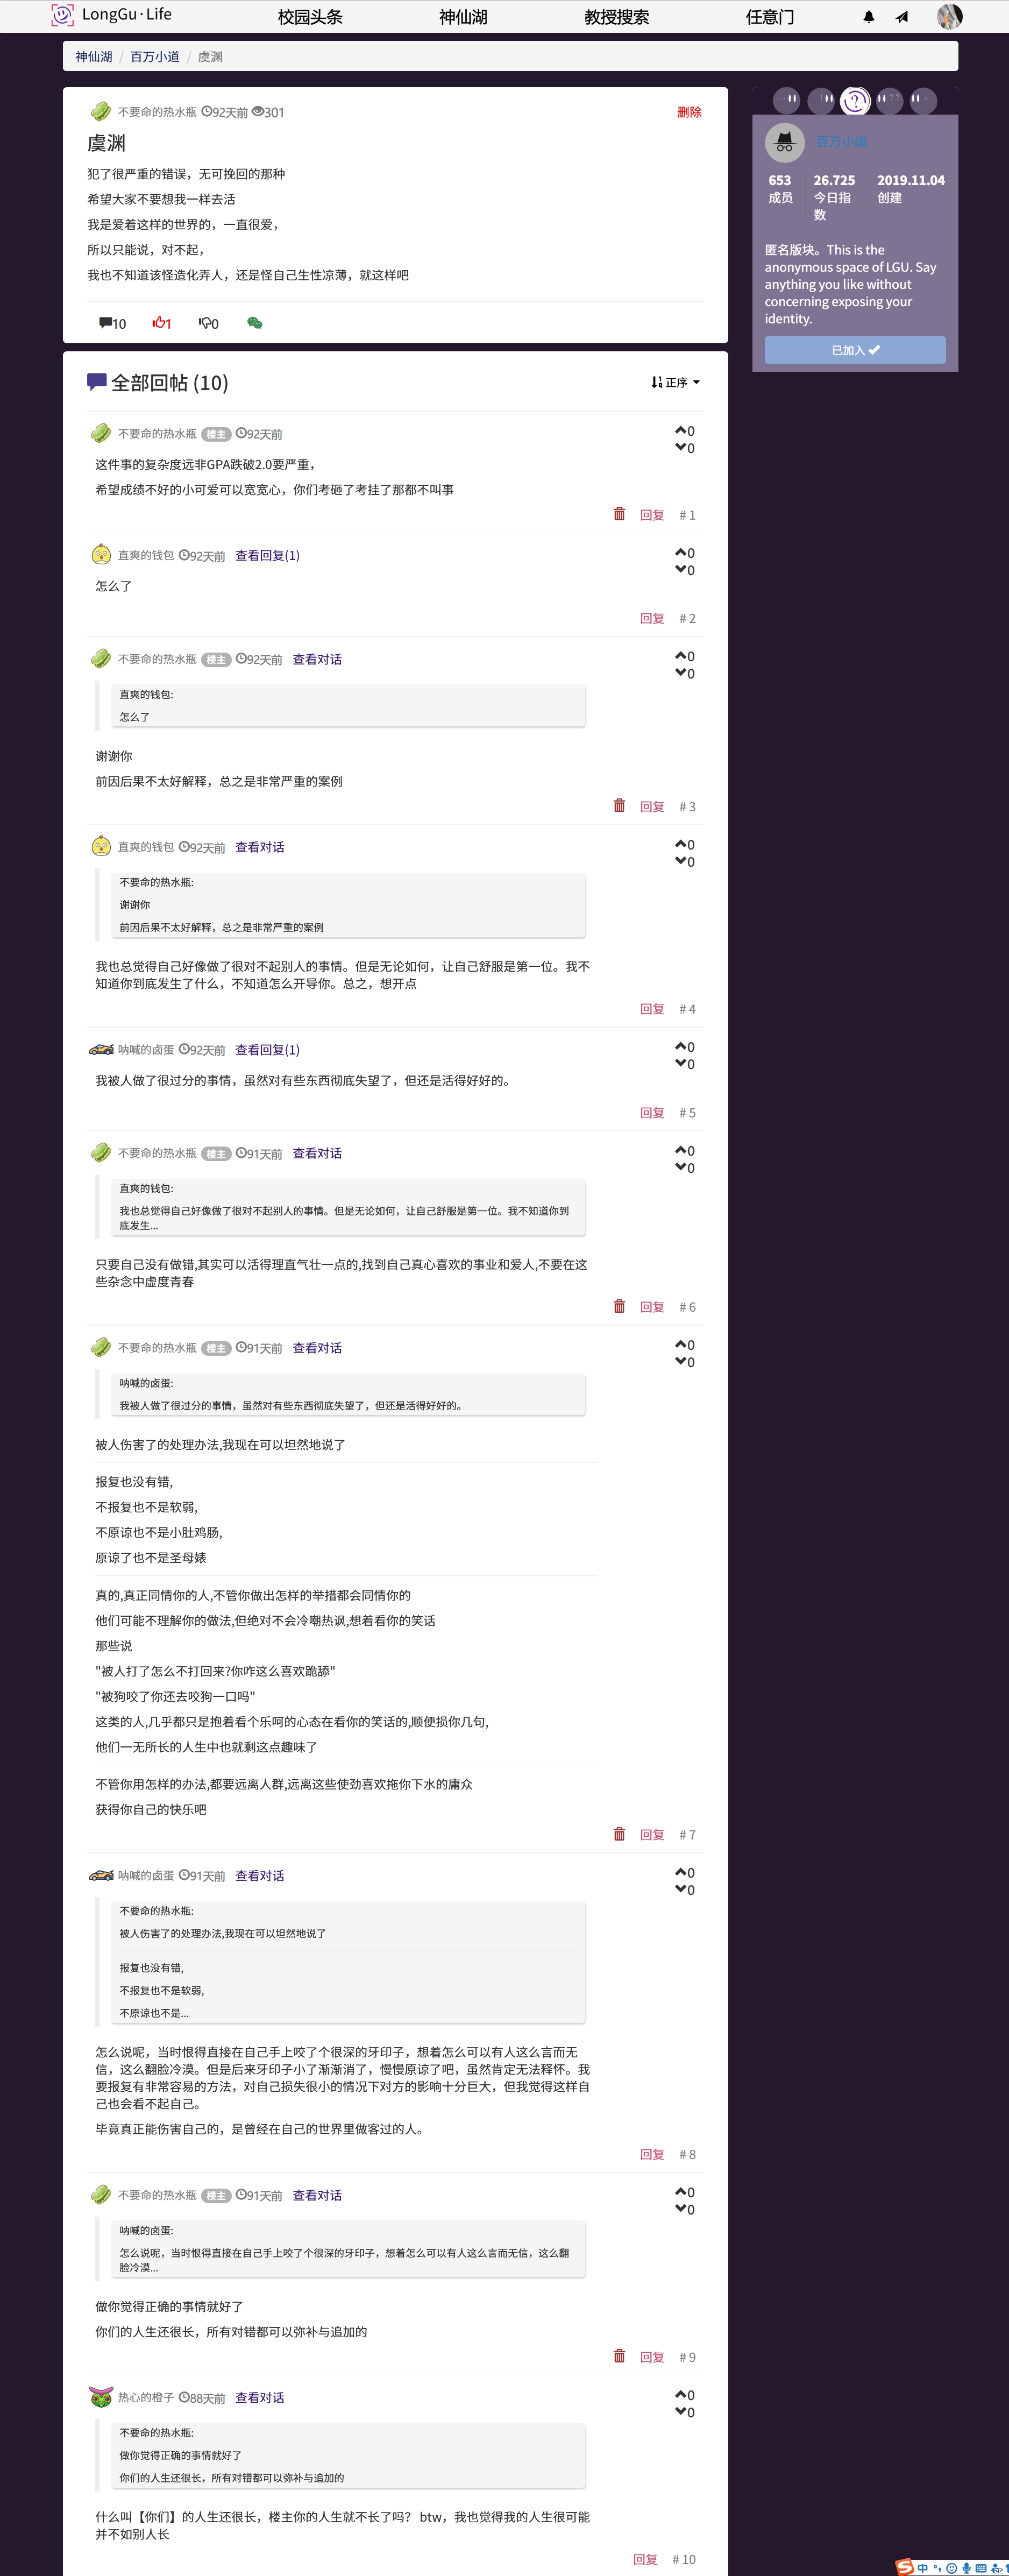 LongGu·Life 校园头条 神仙湖 教授搜索 任意门
神仙湖 / 百万小道 / 虞渊
不要命的热水瓶 92天前 301 删除
虞渊
犯了很严重的错误，无可挽回的那种
希望大家不要想我一样去活
我是爱着这样的世界的，一直很爱，
所以只能说，对不起，
我也不知道该怪造化弄人，还是怪自己生性凉薄，就这样吧
10 1 0
百万小道
653 26.725 2019.11.04
成员 今日指 创建
数
匿名版块。This is the
anonymous space of LGU. Say
anything you like without
concerning exposing your
identity.
已加入
全部回帖 (10) 正序
不要命的热水瓶 楼主 92天前 0
0
这件事的复杂度远非GPA跌破2.0要严重，
希望成绩不好的小可爱可以宽宽心，你们考砸了考挂了那都不叫事
回复 # 1
直爽的钱包 92天前 查看回复(1) 0
0
怎么了
回复 # 2
不要命的热水瓶 楼主 92天前 查看对话 0
0
直爽的钱包:
怎么了
谢谢你
前因后果不太好解释，总之是非常严重的案例
回复 # 3
直爽的钱包 92天前 查看对话 0
0
不要命的热水瓶:
谢谢你
前因后果不太好解释，总之是非常严重的案例
我也总觉得自己好像做了很对不起别人的事情。但是无论如何，让自己舒服是第一位。我不
知道你到底发生了什么，不知道怎么开导你。总之，想开点
回复 # 4
呐喊的卤蛋 92天前 查看回复(1) 0
0
我被人做了很过分的事情，虽然对有些东西彻底失望了，但还是活得好好的。
回复 # 5
不要命的热水瓶 楼主 91天前 查看对话 0
0
直爽的钱包:
我也总觉得自己好像做了很对不起别人的事情。但是无论如何，让自己舒服是第一位。我不知道你到
底发生...
只要自己没有做错,其实可以活得理直气壮一点的,找到自己真心喜欢的事业和爱人,不要在这
些杂念中虚度青春
回复 # 6
不要命的热水瓶 楼主 91天前 查看对话 0
0
呐喊的卤蛋:
我被人做了很过分的事情，虽然对有些东西彻底失望了，但还是活得好好的。
被人伤害了的处理办法,我现在可以坦然地说了
报复也没有错,
不报复也不是软弱,
不原谅也不是小肚鸡肠,
原谅了也不是圣母婊
真的,真正同情你的人,不管你做出怎样的举措都会同情你的
他们可能不理解你的做法,但绝对不会冷嘲热讽,想着看你的笑话
那些说
"被人打了怎么不打回来?你咋这么喜欢跪舔"
"被狗咬了你还去咬狗一口吗"
这类的人,几乎都只是抱着看个乐呵的心态在看你的笑话的,顺便损你几句,
他们一无所长的人生中也就剩这点趣味了
不管你用怎样的办法,都要远离人群,远离这些使劲喜欢拖你下水的庸众
获得你自己的快乐吧
回复 # 7
呐喊的卤蛋 91天前 查看对话 0
0
不要命的热水瓶:
被人伤害了的处理办法,我现在可以坦然地说了
报复也没有错,
不报复也不是软弱,
不原谅也不是...
怎么说呢，当时恨得直接在自己手上咬了个很深的牙印子，想着怎么可以有人这么言而无
信，这么翻脸冷漠。但是后来牙印子小了渐渐消了，慢慢原谅了吧，虽然肯定无法释怀。我
要报复有非常容易的方法，对自己损失很小的情况下对方的影响十分巨大，但我觉得这样自
己也会看不起自己。
毕竟真正能伤害自己的，是曾经在自己的世界里做客过的人。
回复 # 8
不要命的热水瓶 楼主 91天前 查看对话 0
0
呐喊的卤蛋:
怎么说呢，当时恨得直接在自己手上咬了个很深的牙印子，想着怎么可以有人这么言而无信，这么翻
脸冷漠...
做你觉得正确的事情就好了
你们的人生还很长，所有对错都可以弥补与追加的
回复 # 9
热心的橙子 88天前 查看对话 0
0
不要命的热水瓶:
做你觉得正确的事情就好了
你们的人生还很长，所有对错都可以弥补与追加的
什么叫【你们】的人生还很长，楼主你的人生就不长了吗？ btw，我也觉得我的人生很可能
并不如别人长
回复 # 10
中